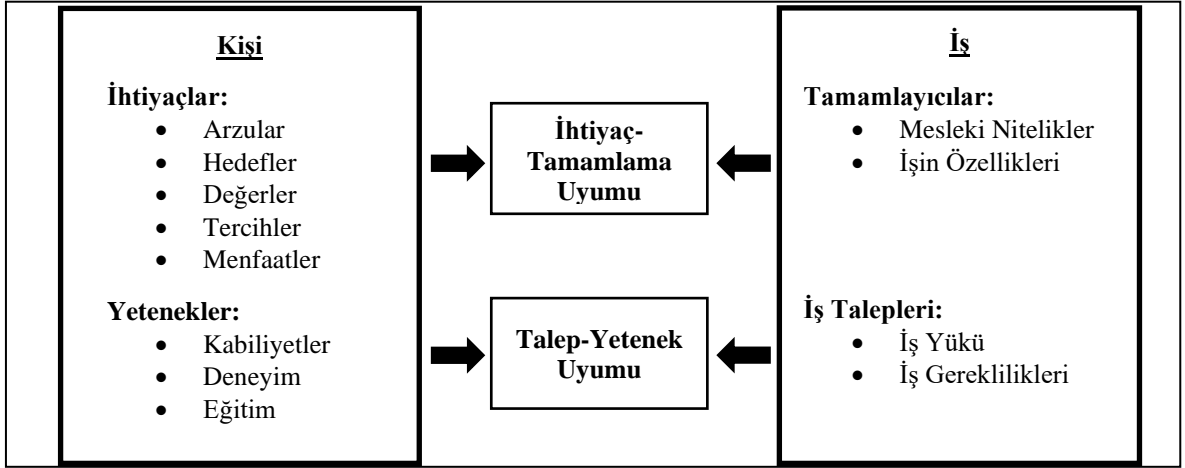 Kişi
İhtiyaçlar:
• Arzular
• Hedefler
• Değerler
• Tercihler
• Menfaatler
Yetenekler:
• Kabiliyetler
• Deneyim
• Eğitim
İhtiyaç-
Tamamlama
Uyumu
Talep-Yetenek
Uyumu
İş
Tamamlayıcılar:
• Mesleki Nitelikler
• İşin Özellikleri
İş Talepleri:
• İş Yükü
• İş Gereklilikleri